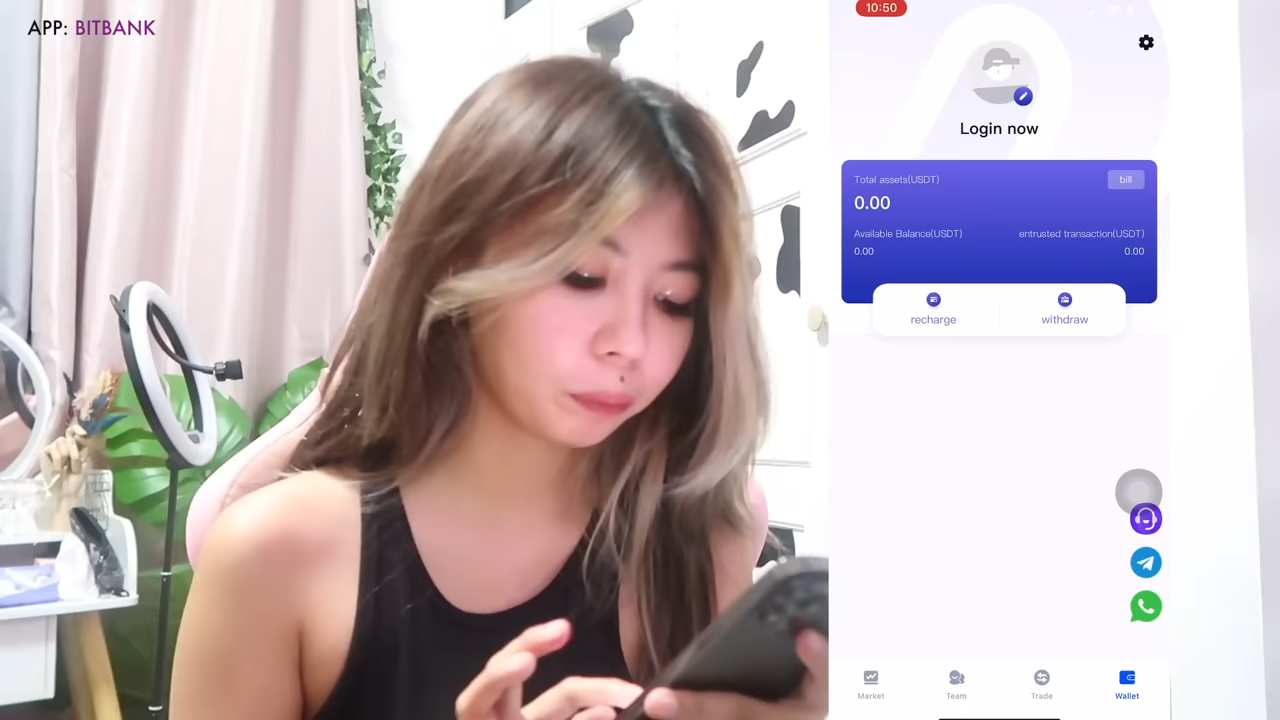 APP: BITBANK
10:50
Login now
Total assets(USDT)
bill
0.00
Available Balance(USDT)
entrusted transaction(USDT)
0.00
0.00
recharge
withdraw
Market
Team
Trade
Wallet